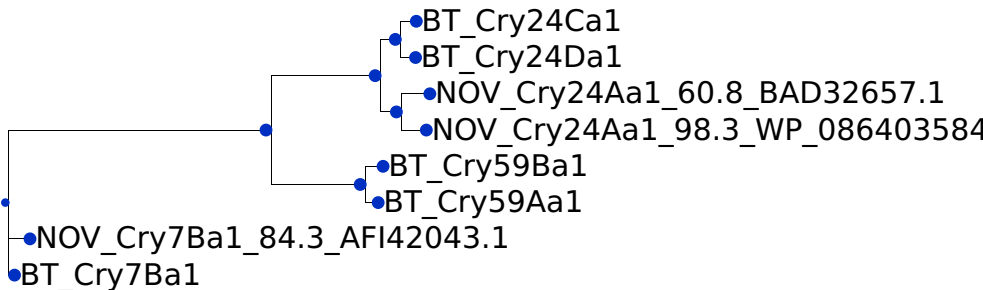 BT_Cry24Ca1
BT_Cry24Da1
NOV_Cry24Aa1_60.8_BAD32657.1
NOV_Cry24Aa1_98.3_WP_086403584
BT_Cry59Ba1
BT_Cry59Aa1
NOV_Cry7Ba1_84.3_AFI42043.1
BT_Cry7Ba1